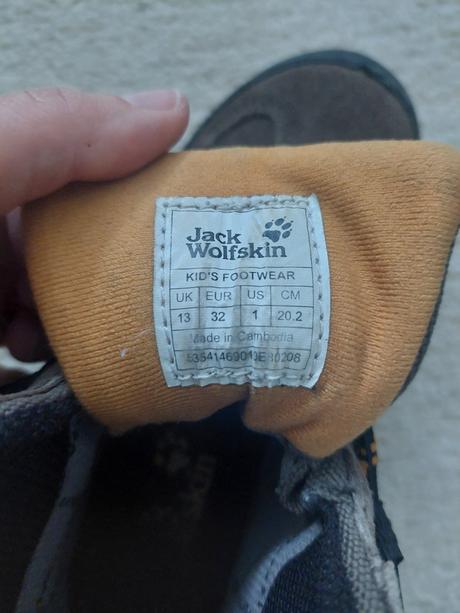 Jack
Wolfskin
KID'S FOOTWEAR
UK EUR US CM
13 32 1 20.2
Made in Cambodia